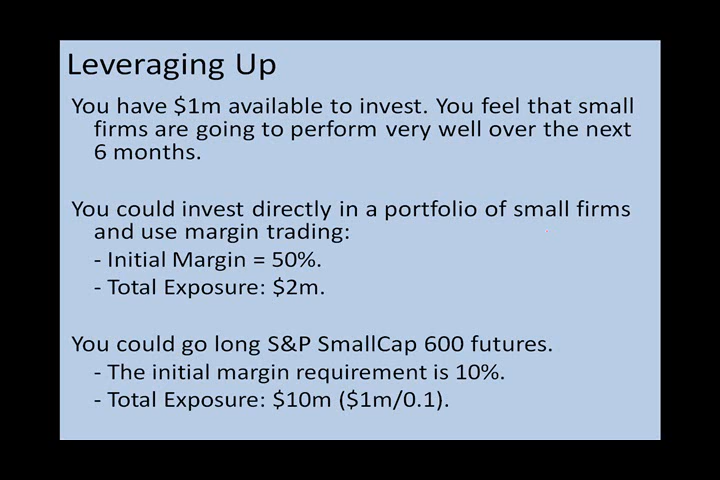 Leveraging Up
You have $1m available to invest. You feel that small
firms are going to perform very well over the next
6 months.
You could invest directly in a portfolio of small firms
and use margin trading:
- Initial Margin = 50%.
- Total Exposure: $2m.
You could go long S&P SmallCap 600 futures.
- The initial margin requirement is 10%.
- Total Exposure: $10m ($1m/0.1).